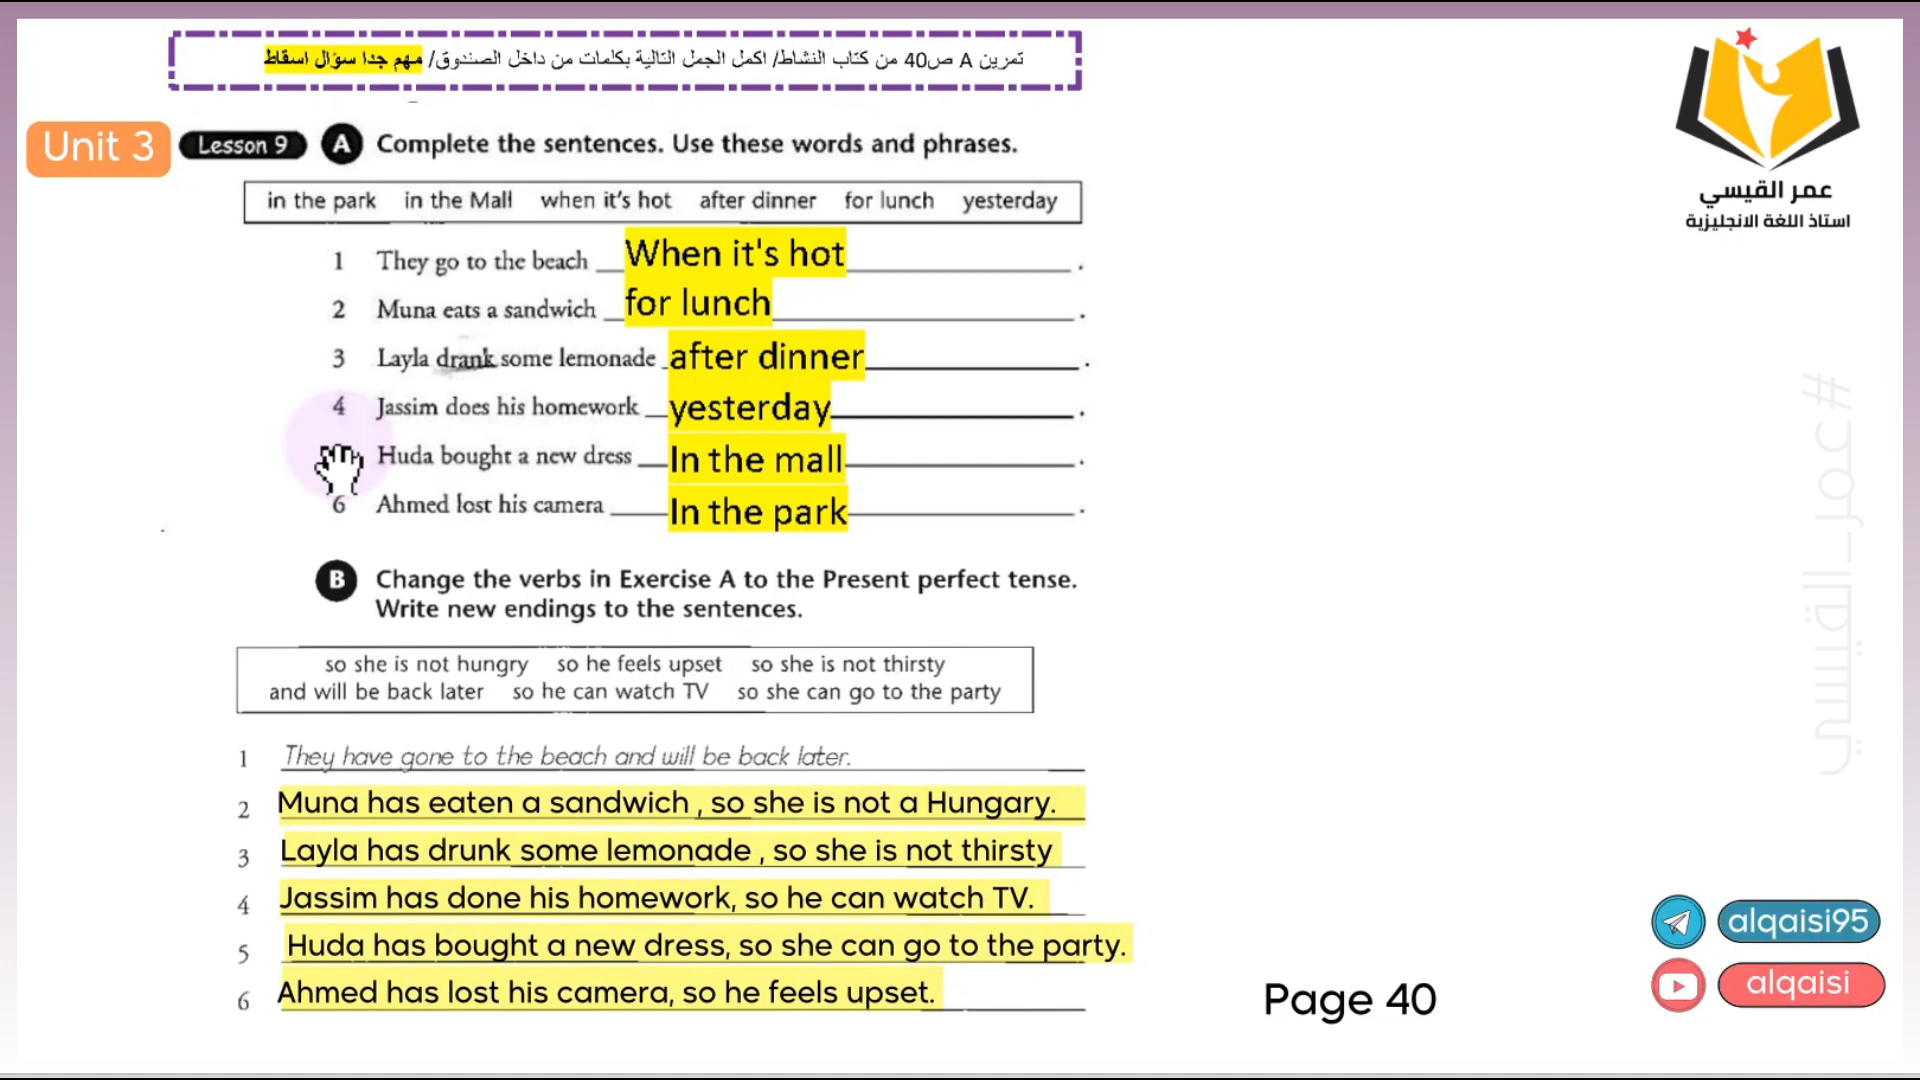 تمرين A ص40 من كتاب النشاط/ اكمل الجمل التالية بكلمات من داخل الصندوق/ مهم جدا سؤال اسقاط
Unit 3 Lesson 9 A Complete the sentences. Use these words and phrases.
in the park in the Mall when it's hot after dinner for lunch yesterday
1 They go to the beach When it's hot.
2 Muna eats a sandwich for lunch.
3 Layla drank some lemonade after dinner.
4 Jassim does his homework yesterday.
Huda bought a new dress In the mall.
6 Ahmed lost his camera In the park.
B Change the verbs in Exercise A to the Present perfect tense.
Write new endings to the sentences.
so she is not hungry so he feels upset so she is not thirsty
and will be back later so he can watch TV so she can go to the party
1 They have gone to the beach and will be back later.
2 Muna has eaten a sandwich , so she is not a Hungary.
3 Layla has drunk some lemonade , so she is not thirsty
4 Jassim has done his homework, so he can watch TV.
5 Huda has bought a new dress, so she can go to the party.
6 Ahmed has lost his camera, so he feels upset.
Page 40
عمر القيسي
استاذ اللغة الانجليزية
#عمر_القيسي
alqaisi95
alqaisi